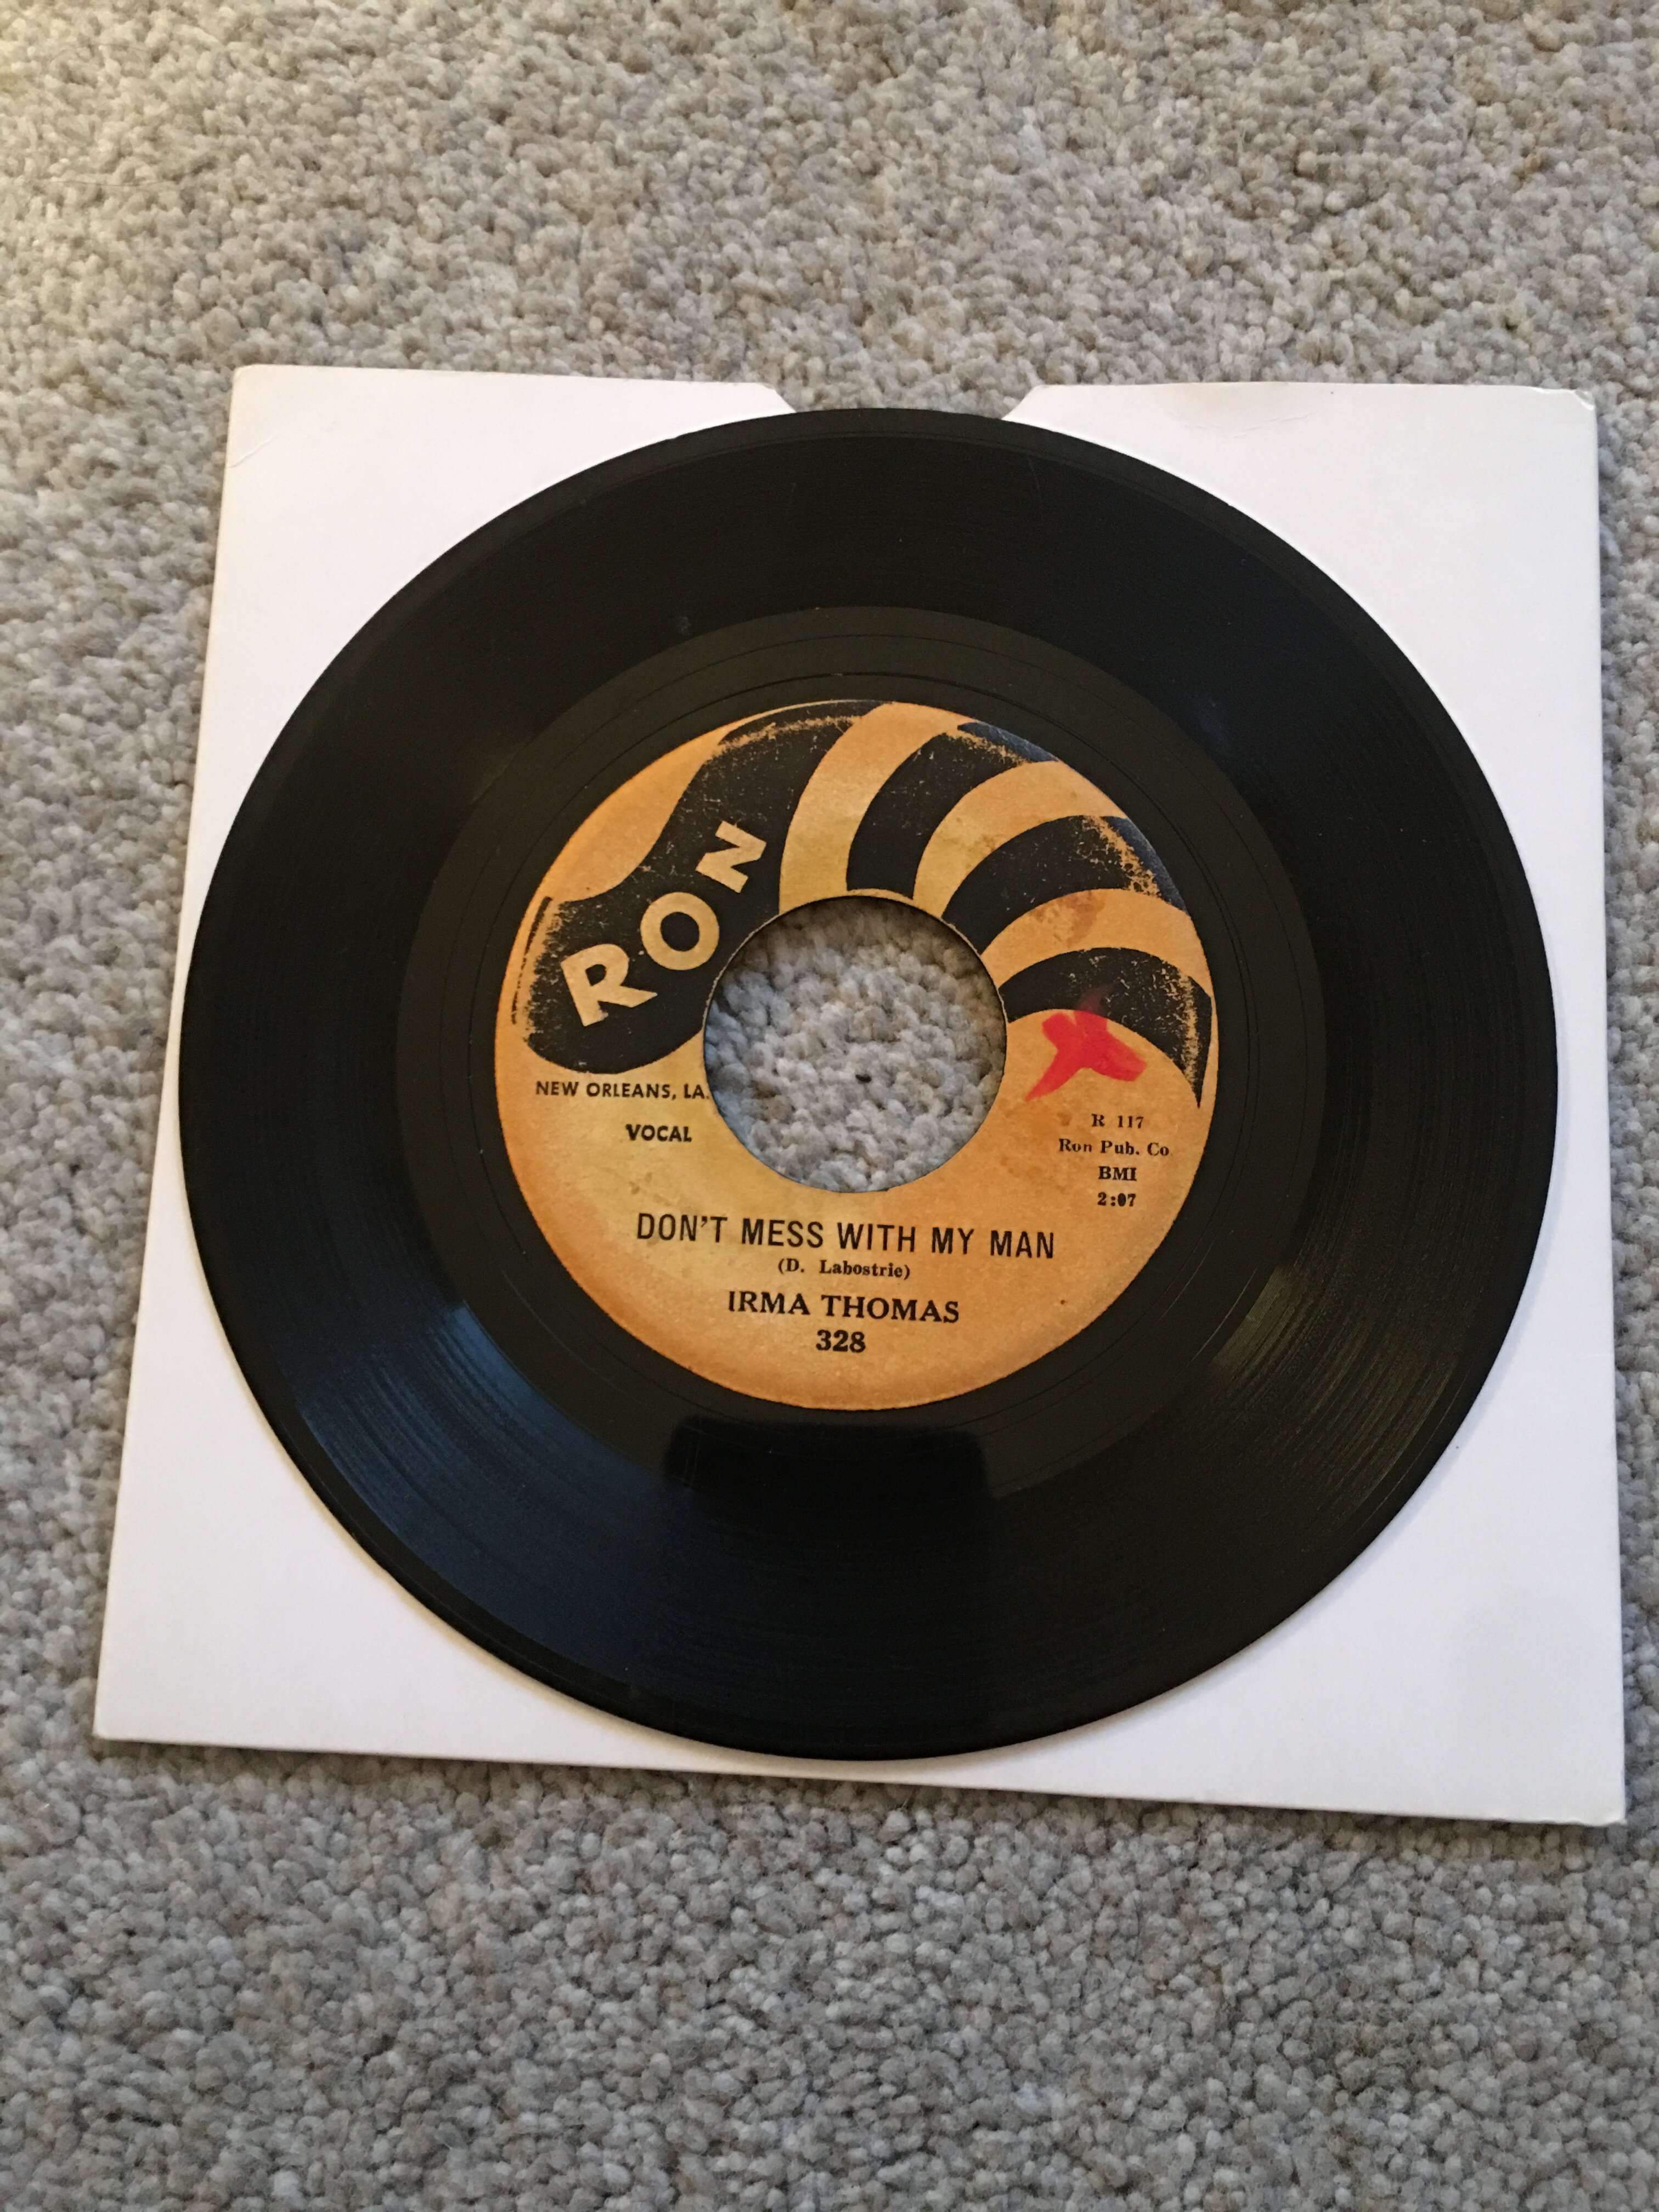 RON
NEW ORLEANS, LA.
VOCAL
R 117
Ron Pub. Co
BMI
2:07
DON'T MESS WITH MY MAN
(D. Labostrie)
IRMA THOMAS
328